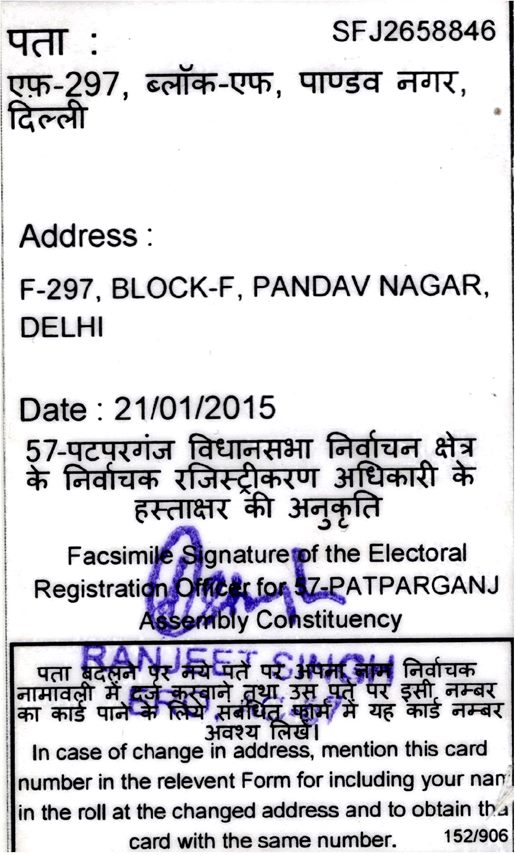 पता :
SFJ2658846
एफ़-297, ब्लॉक-एफ, पाण्डव नगर,
दिल्ली
Address :
F-297, BLOCK-F, PANDAV NAGAR,
DELHI
Date : 21/01/2015
57-पटपरगंज विधानसभा निर्वाचन क्षेत्र
के निर्वाचक रजिस्ट्रीकरण अधिकारी के
हस्ताक्षर की अनुकृति
Facsimile Signature of the Electoral
Registration Officer for 57-PATPARGANJ
Assembly Constituency
RANJEET SINGH
पता बदलने पर नये पते पर अपना नाम निर्वाचक
नामावली में दर्ज करवाने तथा उस पते पर इसी नम्बर
का कार्ड पाने के लिये संबंधित फ़ार्म में यह कार्ड नम्बर
अवश्य लिखें।
In case of change in address, mention this card
number in the relevent Form for including your nam
in the roll at the changed address and to obtain the
card with the same number.
152/906